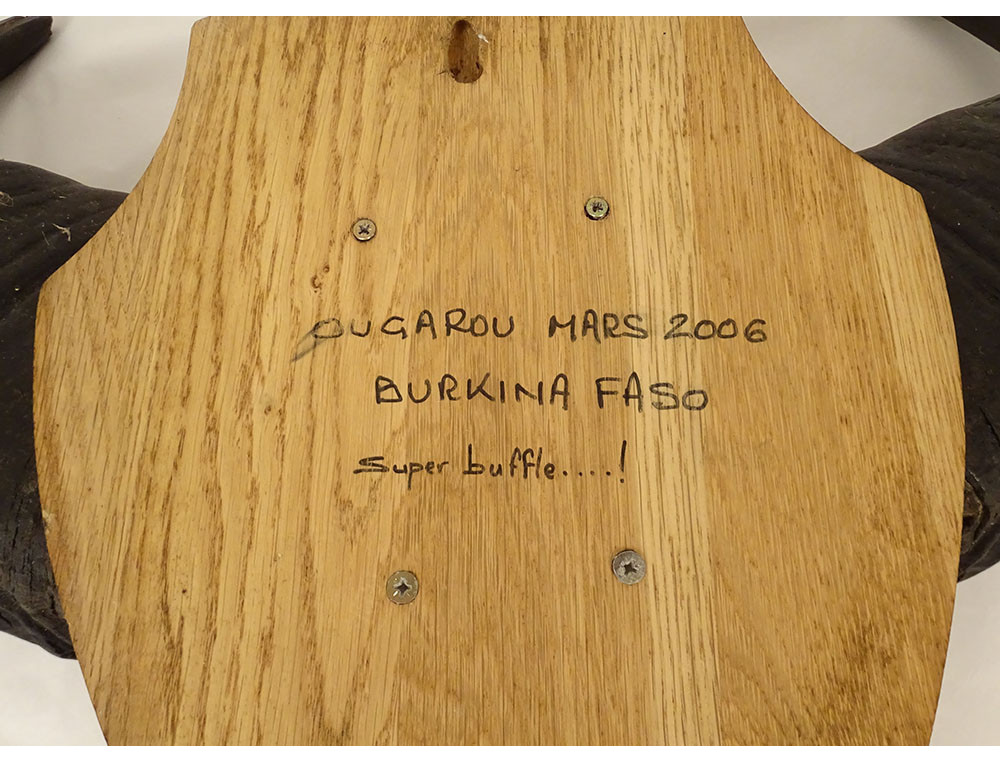 OUGAROU MARS 2006
BURKINA FASO
Super buffle....!